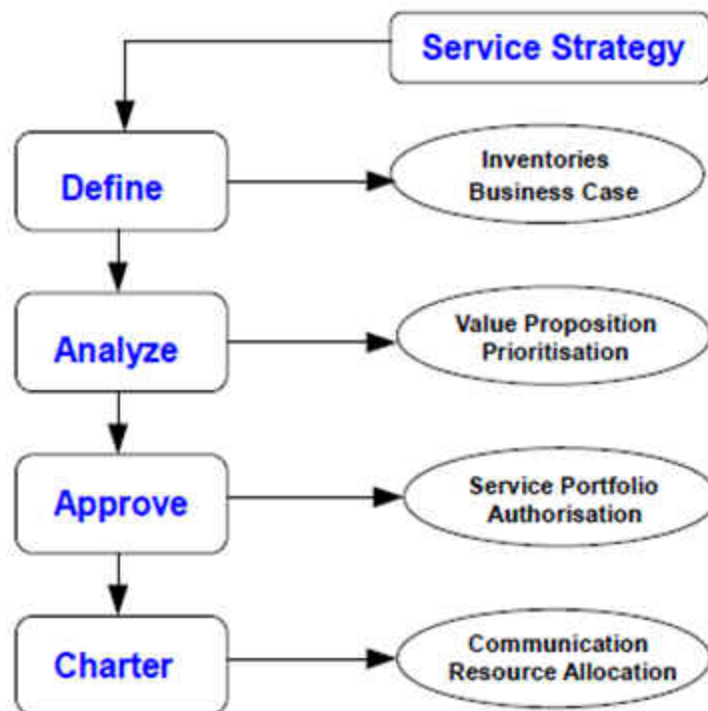 Service Strategy
Define
Inventories
Business Case
Analyze
Value Proposition
Prioritisation
Approve
Service Portfolio
Authorisation
Charter
Communication
Resource Allocation